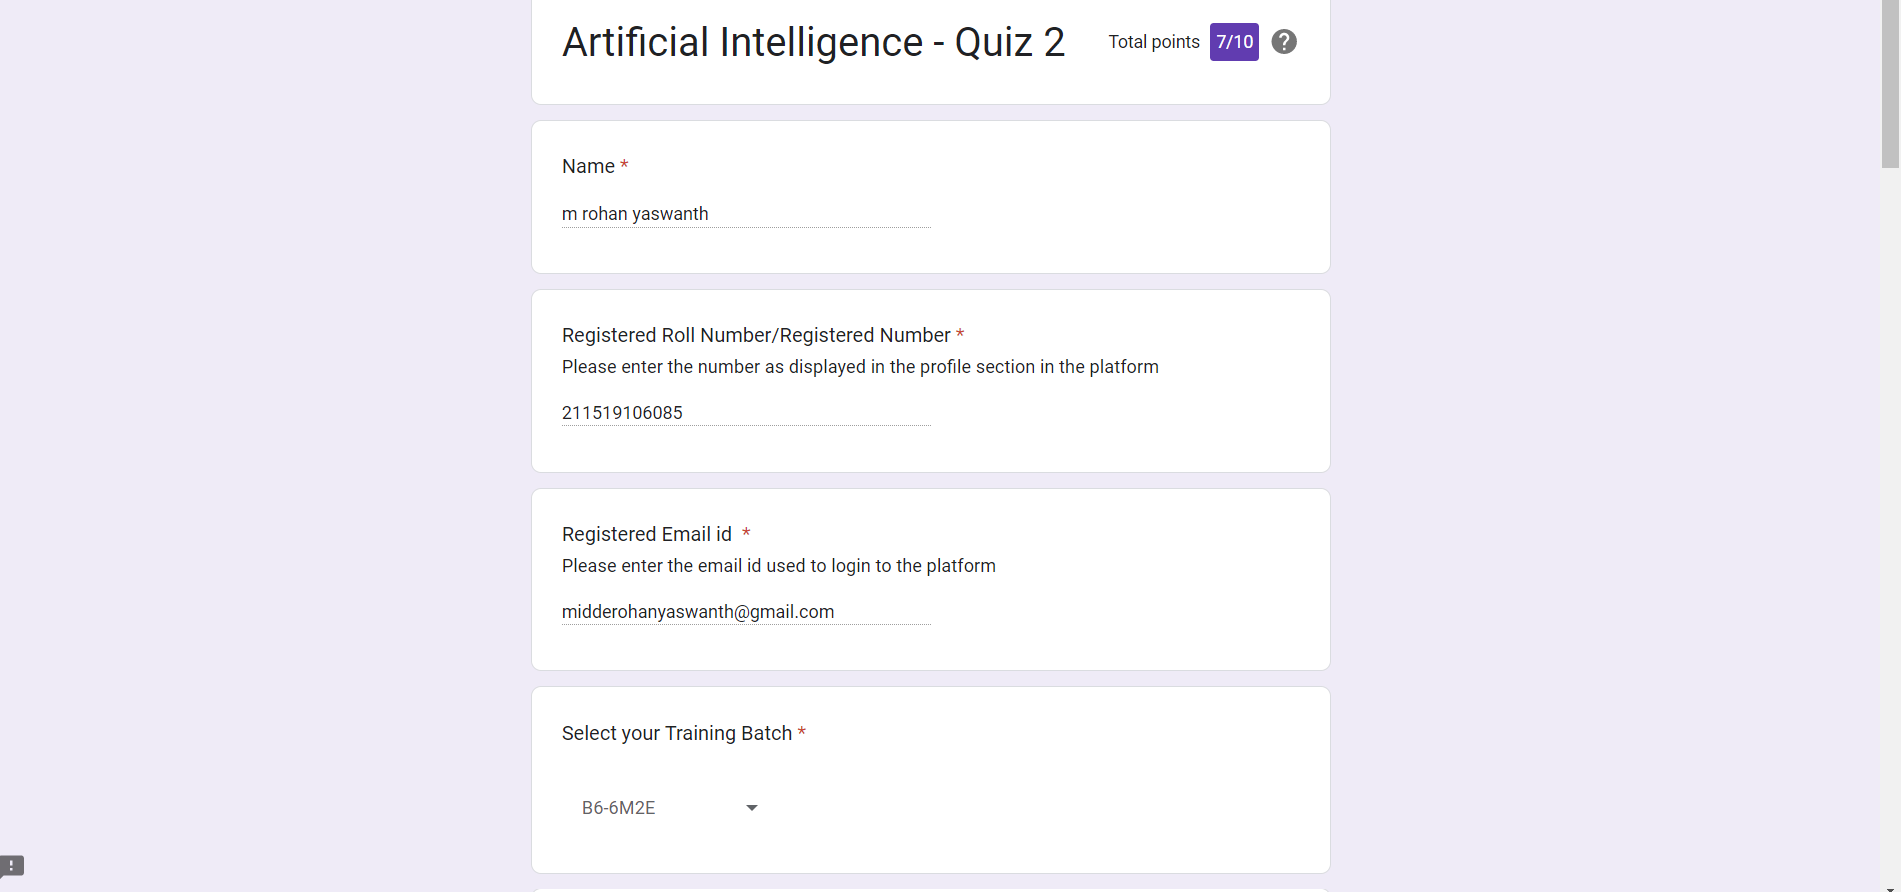 Artificial Intelligence - Quiz 2
Total points 7/10
Name *
m rohan yaswanth
Registered Roll Number/Registered Number *
Please enter the number as displayed in the profile section in the platform
211519106085
Registered Email id *
Please enter the email id used to login to the platform
midderohanyaswanth@gmail.com
Select your Training Batch *
B6-6M2E